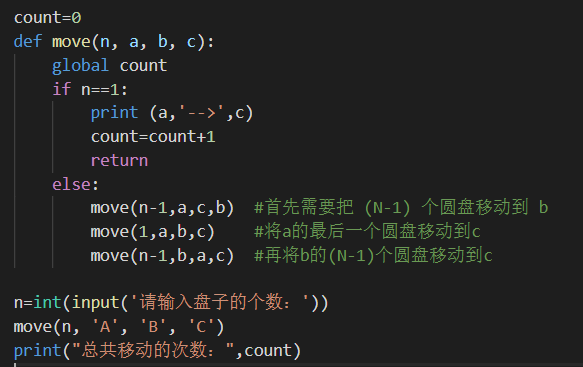 count=0
def move(n, a, b, c):
    global count
    if n==1:
        print (a,'-->',c)
        count=count+1
        return
    else:
        move(n-1,a,c,b)  #首先需要把 (N-1) 个圆盘移动到 b
        move(1,a,b,c)    #将a的最后一个圆盘移动到c
        move(n-1,b,a,c)  #再将b的(N-1)个圆盘移动到c
n=int(input('请输入盘子的个数：'))
move(n, 'A', 'B', 'C')
print("总共移动的次数：",count)